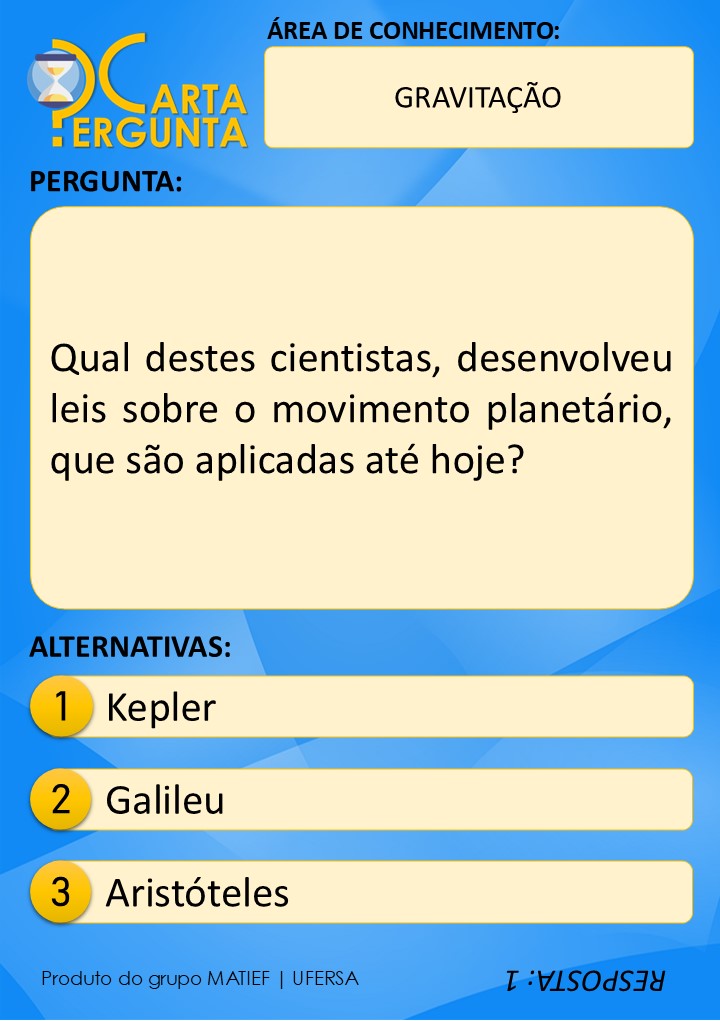 ÁREA DE CONHECIMENTO:
CARTA
PERGUNTA
GRAVITAÇÃO
PERGUNTA:
Qual destes cientistas, desenvolveu
leis sobre o movimento planetário,
que são aplicadas até hoje?
ALTERNATIVAS:
1 Kepler
2 Galileu
3 Aristóteles
Produto do grupo MATIEF | UFERSA
RESPOSTA: 1